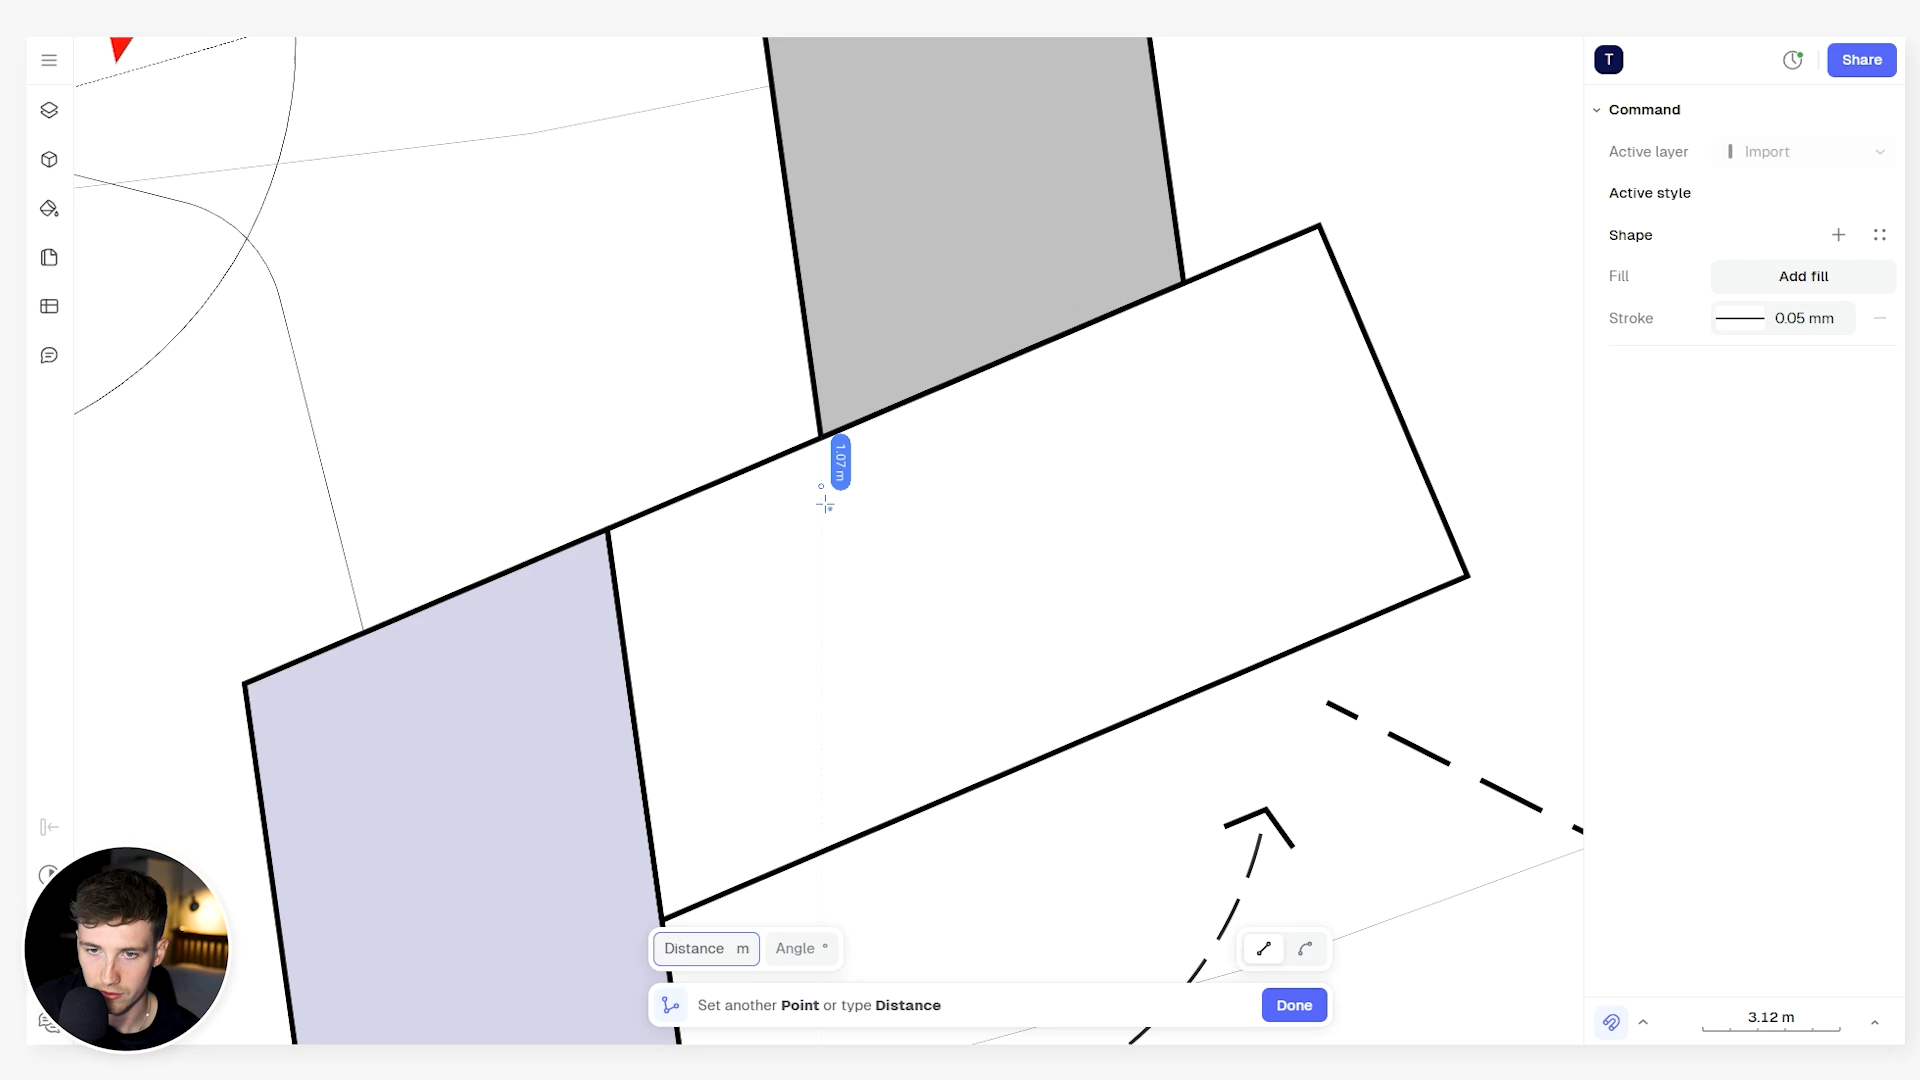 T
Share
Command
Active layer
Import
Active style
Shape
Fill
Add fill
Stroke
0.05 mm
1.07 m
Distance m
Angle °
Set another Point or type Distance
Done
3.12 m